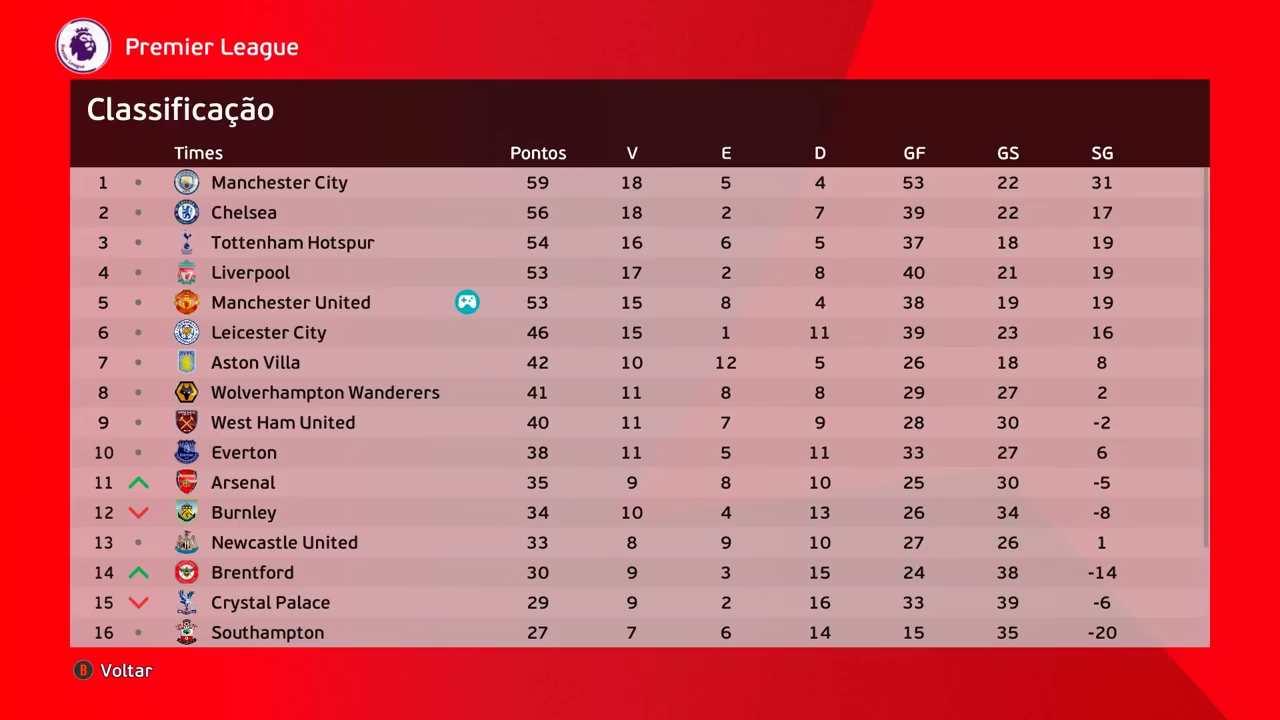 Premier League
Classificação
Times Pontos V E D GF GS SG
1 Manchester City 59 18 5 4 53 22 31
2 Chelsea 56 18 2 7 39 22 17
3 Tottenham Hotspur 54 16 6 5 37 18 19
4 Liverpool 53 17 2 8 40 21 19
5 Manchester United 53 15 8 4 38 19 19
6 Leicester City 46 15 1 11 39 23 16
7 Aston Villa 42 10 12 5 26 18 8
8 Wolverhampton Wanderers 41 11 8 8 29 27 2
9 West Ham United 40 11 7 9 28 30 -2
10 Everton 38 11 5 11 33 27 6
11 Arsenal 35 9 8 10 25 30 -5
12 Burnley 34 10 4 13 26 34 -8
13 Newcastle United 33 8 9 10 27 26 1
14 Brentford 30 9 3 15 24 38 -14
15 Crystal Palace 29 9 2 16 33 39 -6
16 Southampton 27 7 6 14 15 35 -20
B Voltar